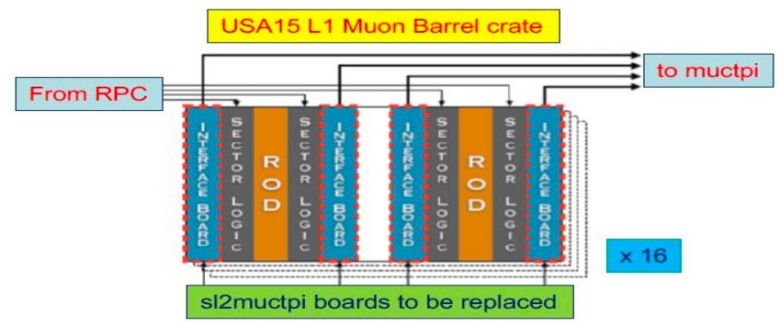 USA15 L1 Muon Barrel crate
to muctpi
From RPC
INTERFACE BOARD
SECTOR LOGIC
ROD
SECTOR LOGIC
INTERFACE BOARD
INTERFACE BOARD
SECTOR LOGIC
ROD
SECTOR LOGIC
INTERFACE BOARD
x 16
sl2muctpi boards to be replaced